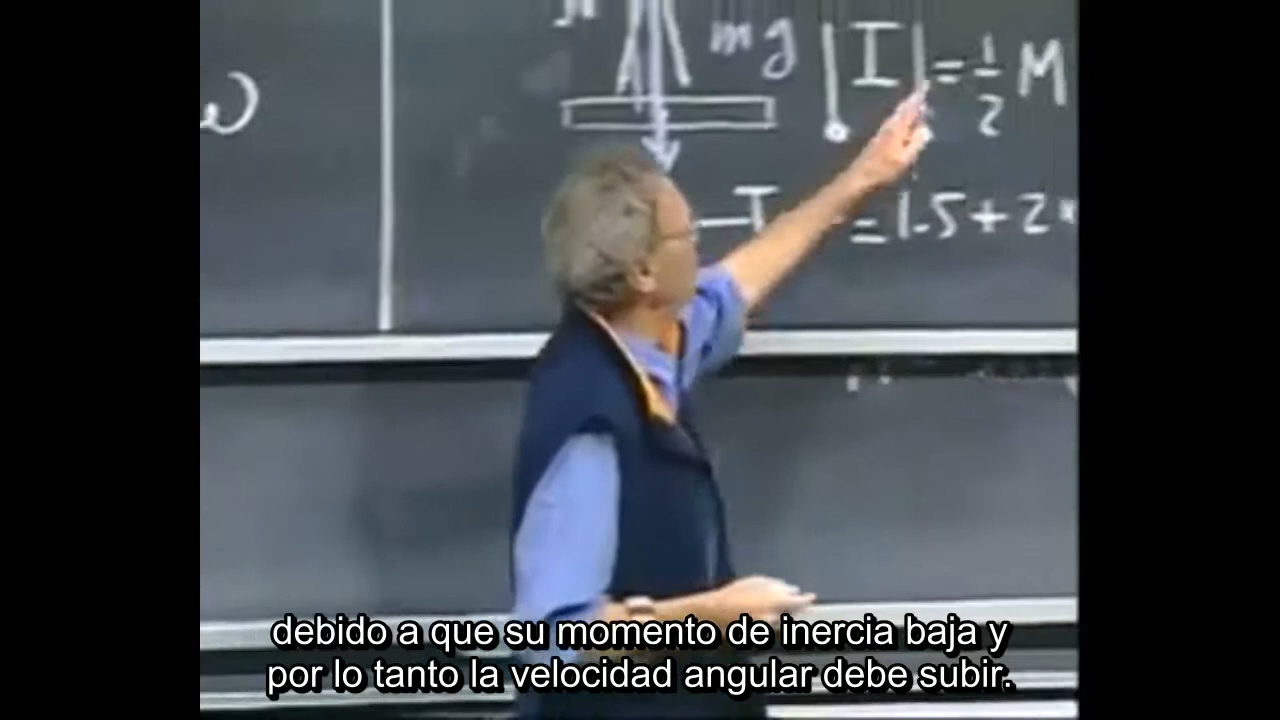 mg
|I| = 1/2 M
ω
I = 1.5 + 2
debido a que su momento de inercia baja y
por lo tanto la velocidad angular debe subir.